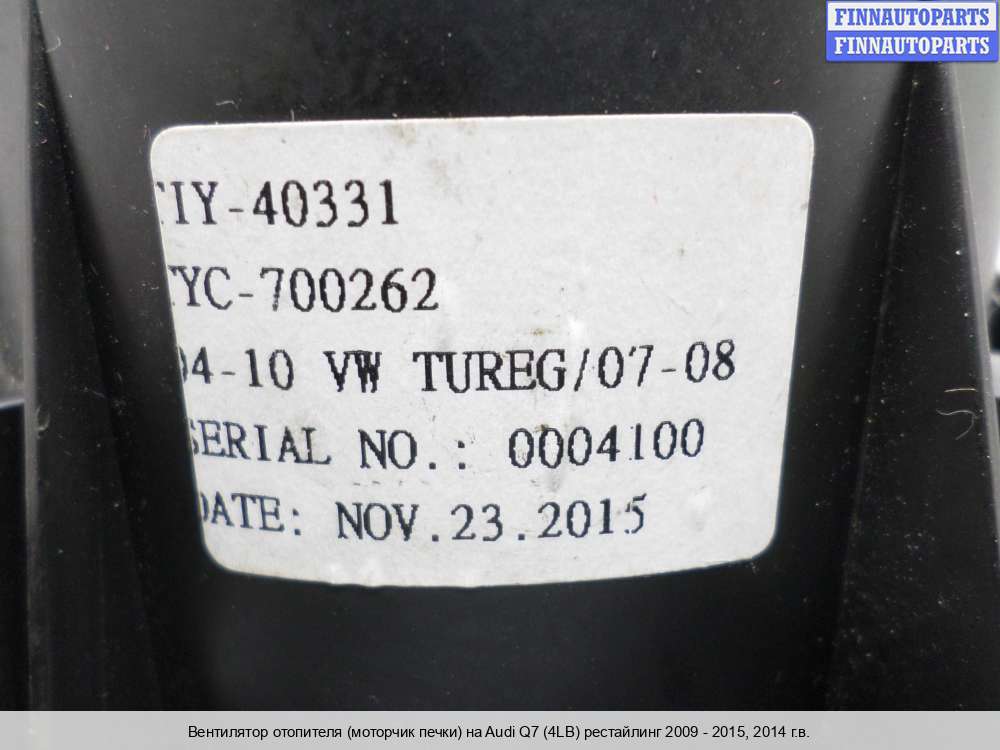 FINNAUTOPARTS
FINNAUTOPARTS
TIY-40331
TYC-700262
04-10 VW TUREG/07-08
SERIAL NO.: 0004100
DATE: NOV.23.2015
Вентилятор отопителя (моторчик печки) на Audi Q7 (4LB) рестайлинг 2009 - 2015, 2014 г.в.